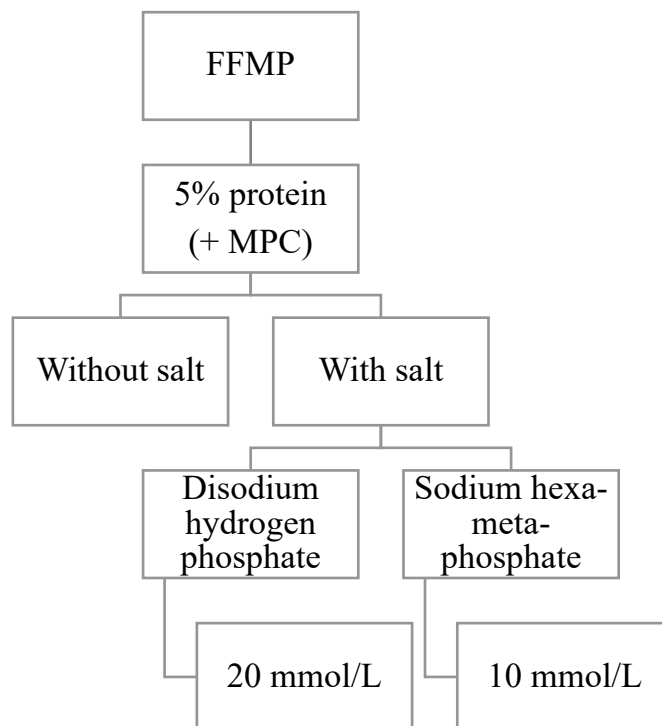 FFMP
5% protein
(+ MPC)
Without salt
With salt
Disodium
hydrogen
phosphate
Sodium hexa-
meta-
phosphate
20 mmol/L
10 mmol/L